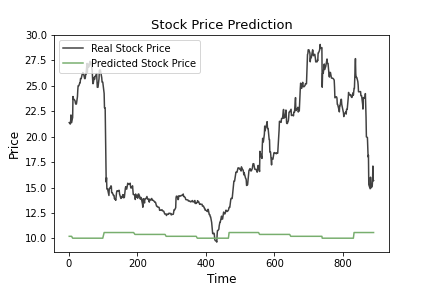 Stock Price Prediction
Real Stock Price
Predicted Stock Price
Price
30.0
27.5
25.0
22.5
20.0
17.5
15.0
12.5
10.0
0 200 400 600 800
Time